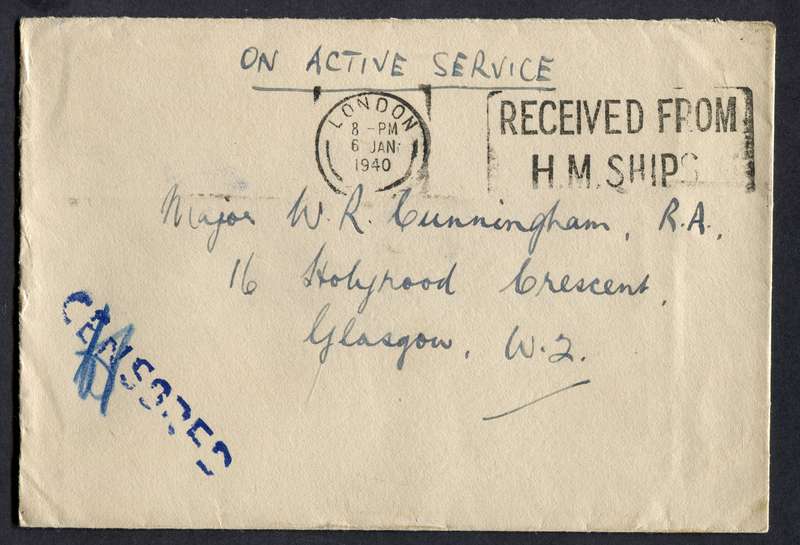 ON ACTIVE SERVICE
LONDON
8 - PM
6 JAN
1940
RECEIVED FROM
H.M. SHIPS
Major W. R. Cunningham, R.A.,
16 Holyrood Crescent,
Glasgow. W.2.
CENSORED